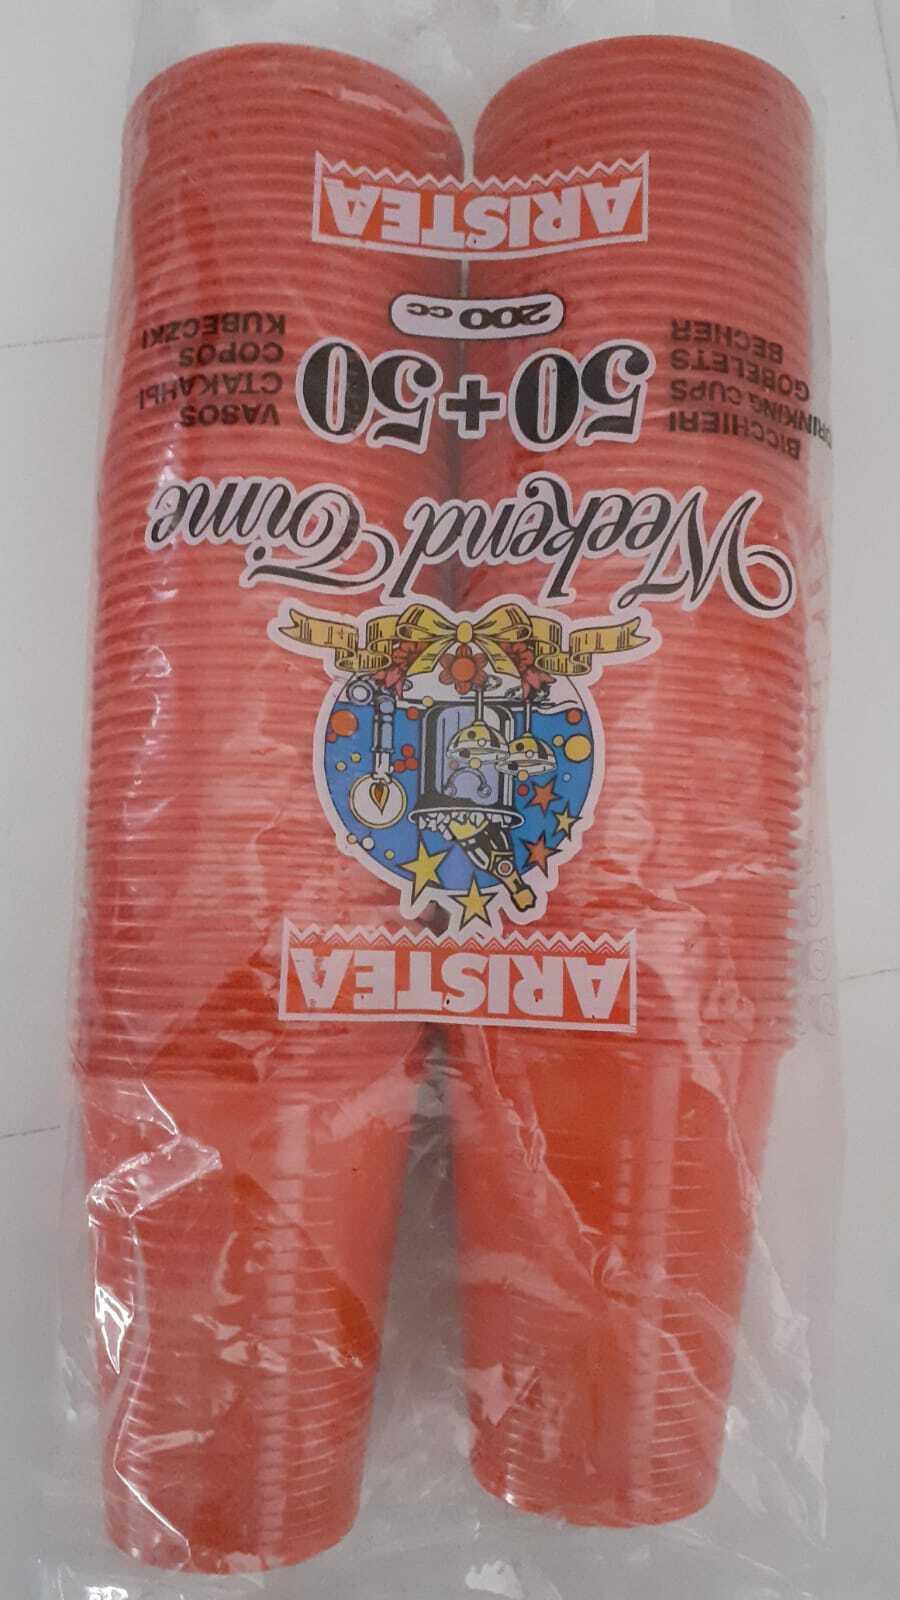 ARISTEA
Weekend Time
BICCHIERI
DRINKING CUPS
GOBELETS
BECHER
50+50
VASOS
СТАКАНЫ
COPOS
KUBECZKI
200 cc
ARISTEA